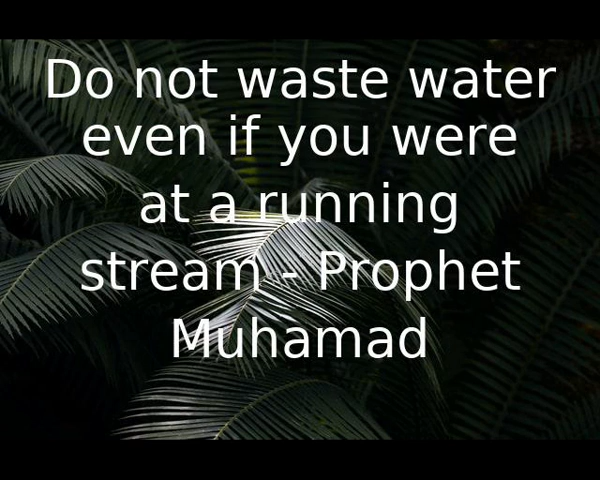 Do not waste water
even if you were
at a running
stream - Prophet
Muhamad